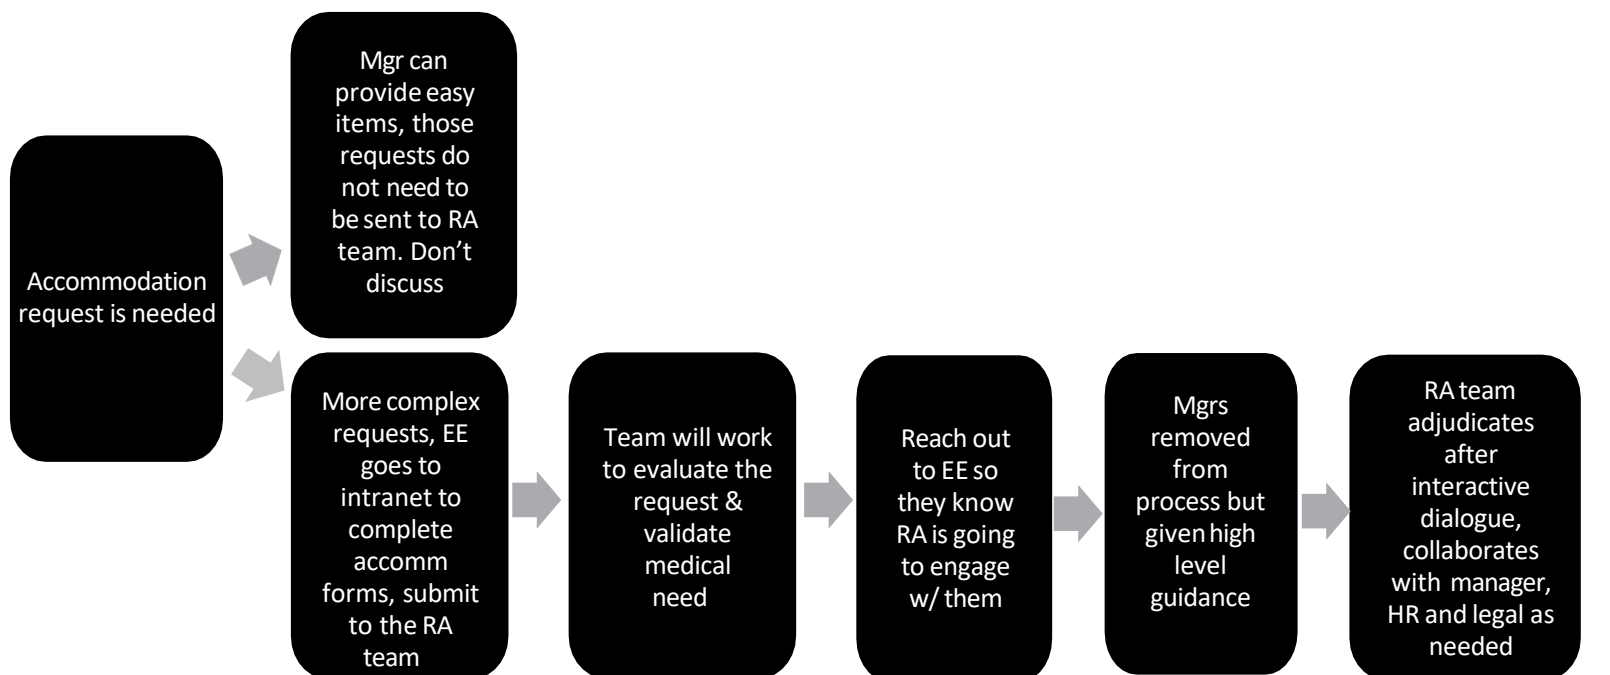 Accommodation
request is needed
Mgr can
provide easy
items, those
requests do
not need to
be sent to RA
team. Don’t
discuss
More complex
requests, EE
goes to
intranet to
complete
accomm
forms, submit
to the RA
team
Team will work
to evaluate the
request &
validate
medical
need
Reach out
to EE so
they know
RA is going
to engage
w/ them
Mgrs
removed
from
process but
given high
level
guidance
RA team
adjudicates
after
interactive
dialogue,
collaborates
with manager,
HR and legal as
needed